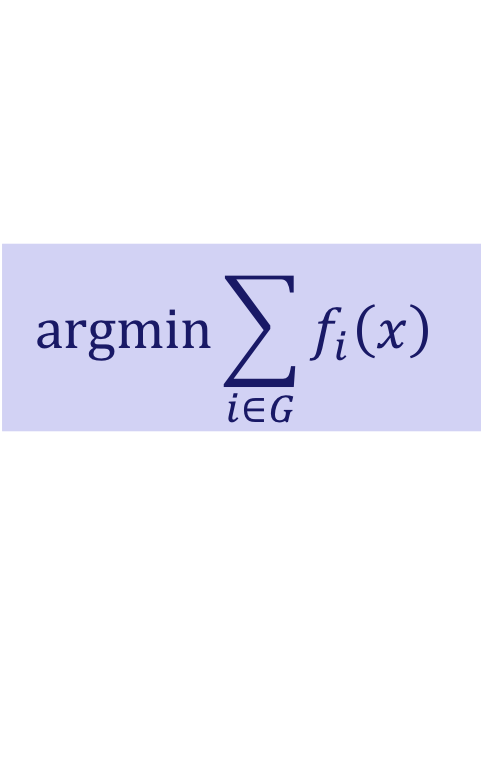 argmin ∑ f_i(x)
i∈G